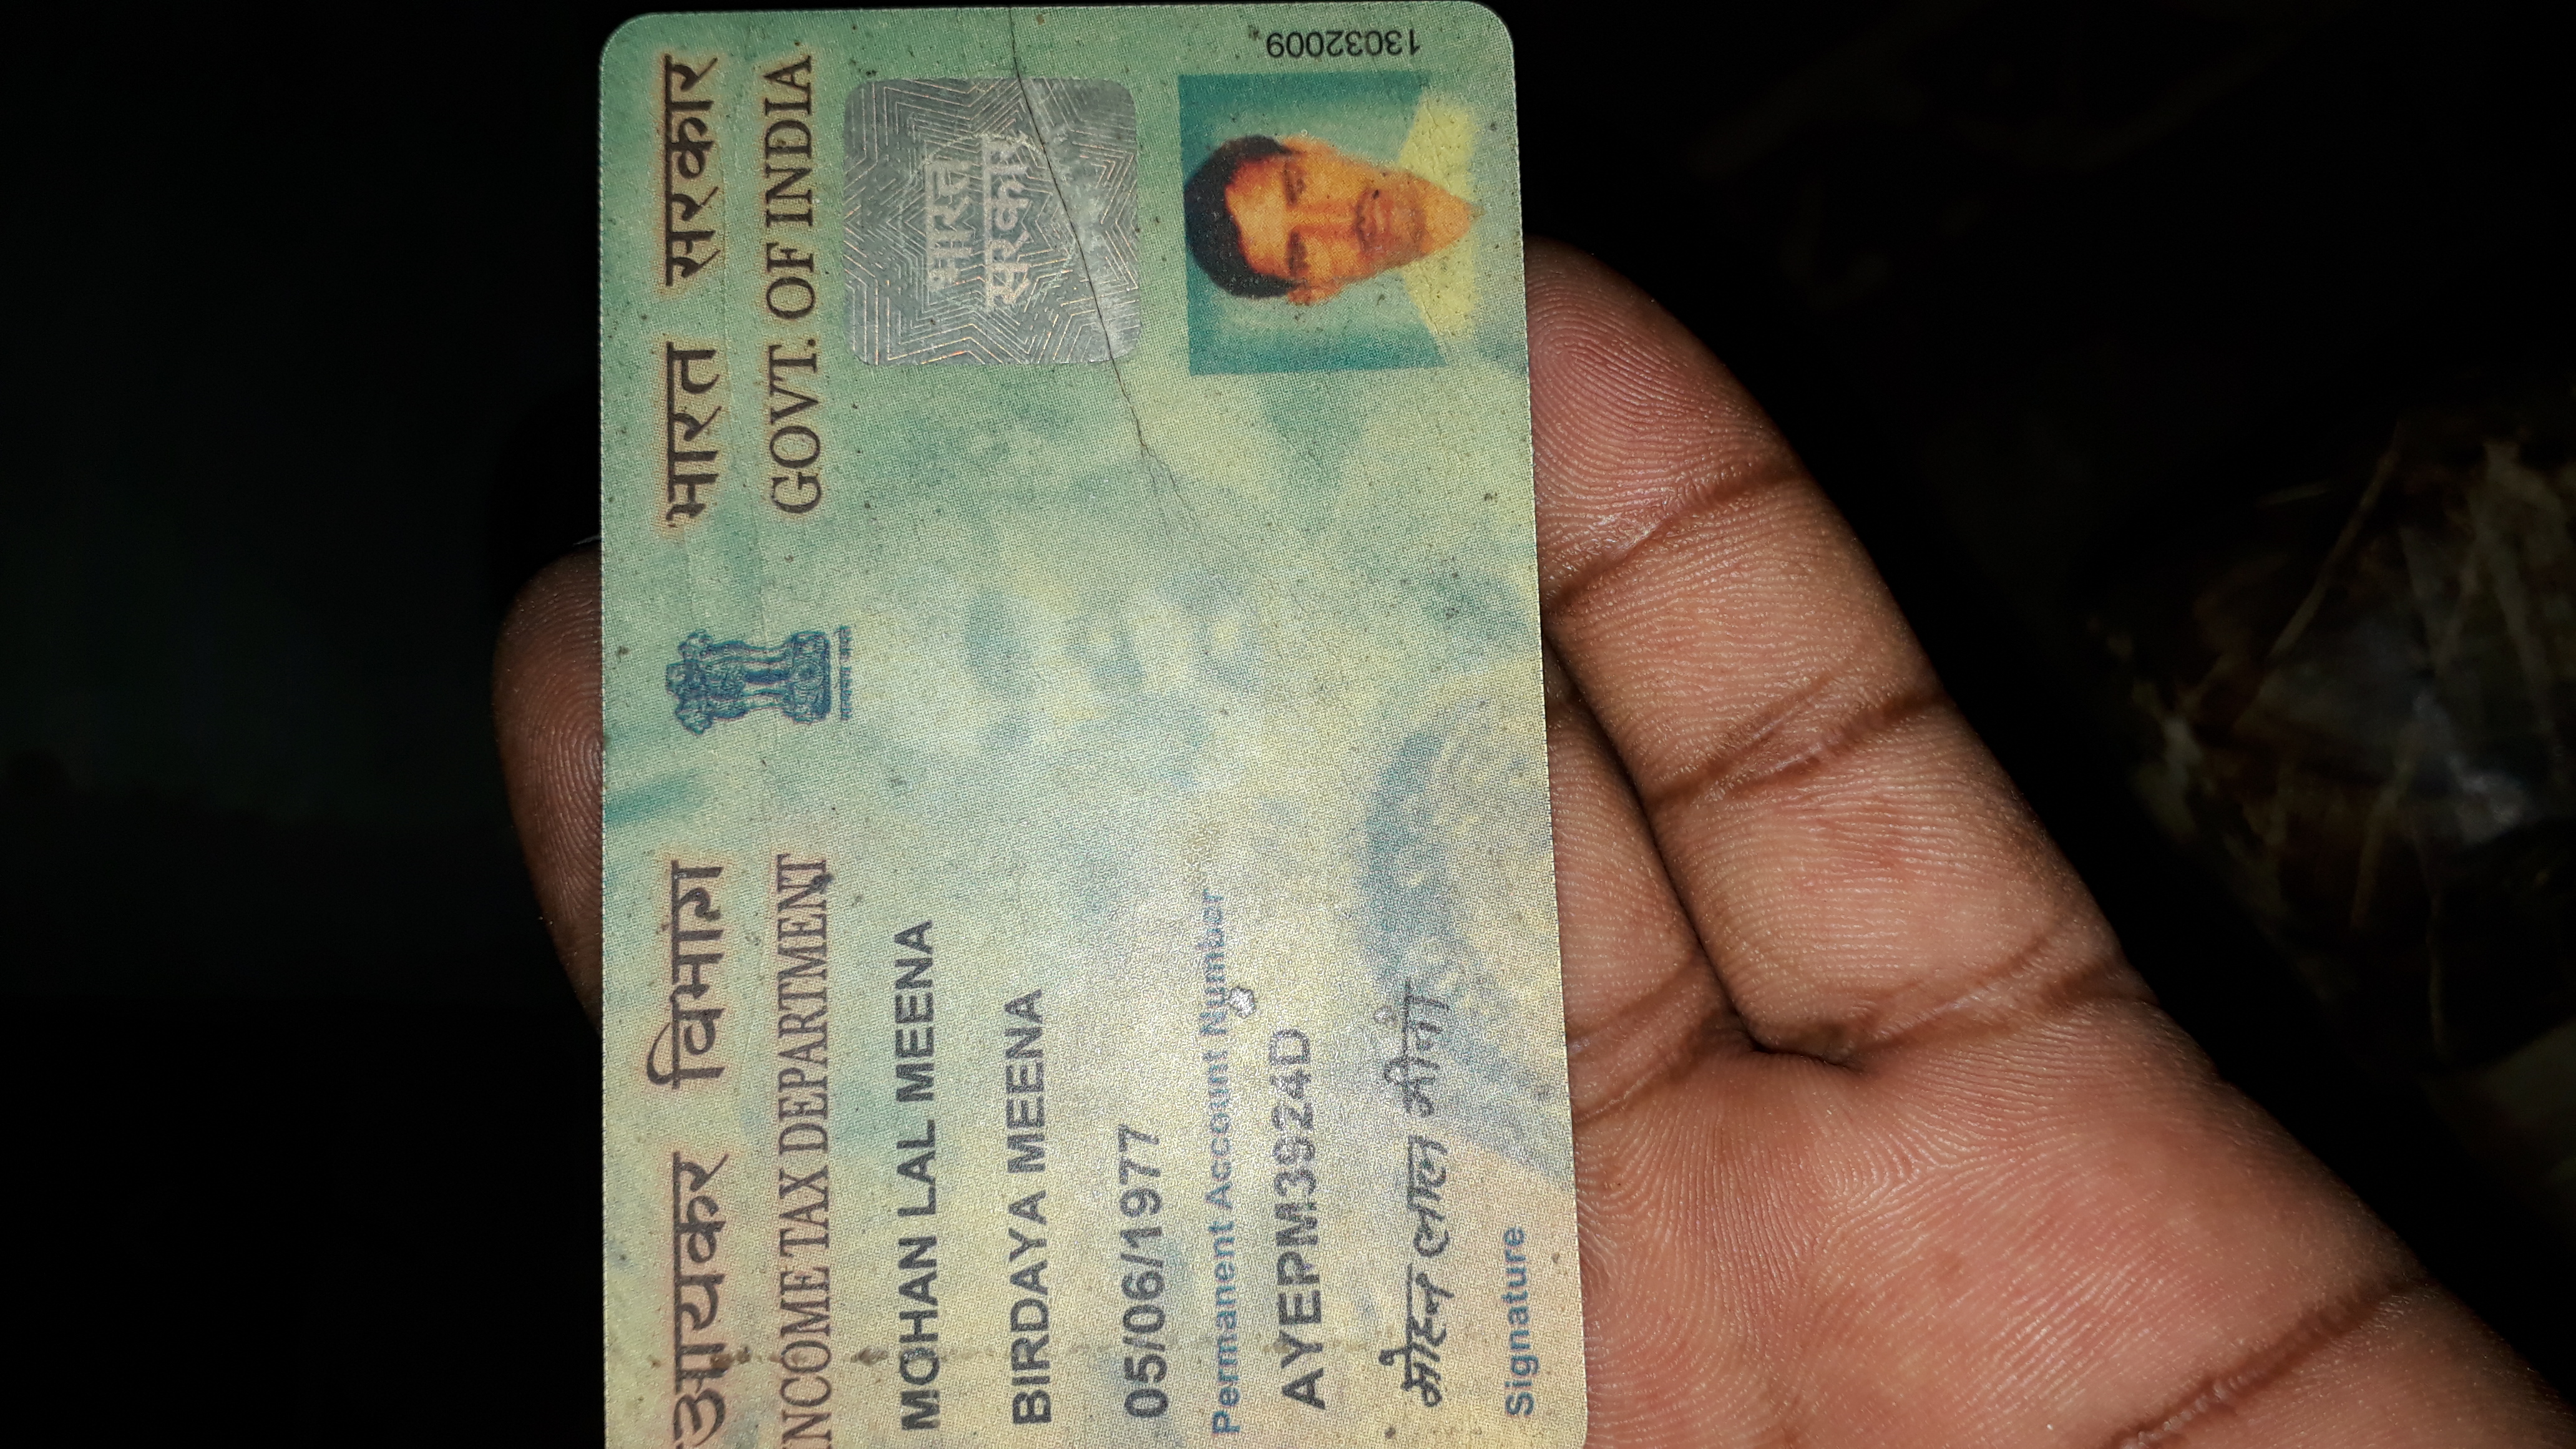 आयकर विभाग
INCOME TAX DEPARTMENT
सत्यमेव जयते
भारत सरकार
GOVT. OF INDIA
MOHAN LAL MEENA
BIRDAYA MEENA
05/06/1977
Permanent Account Number
AYEPM3924D
मोहन लाल मीना
Signature
भारत
सरकार
13032009